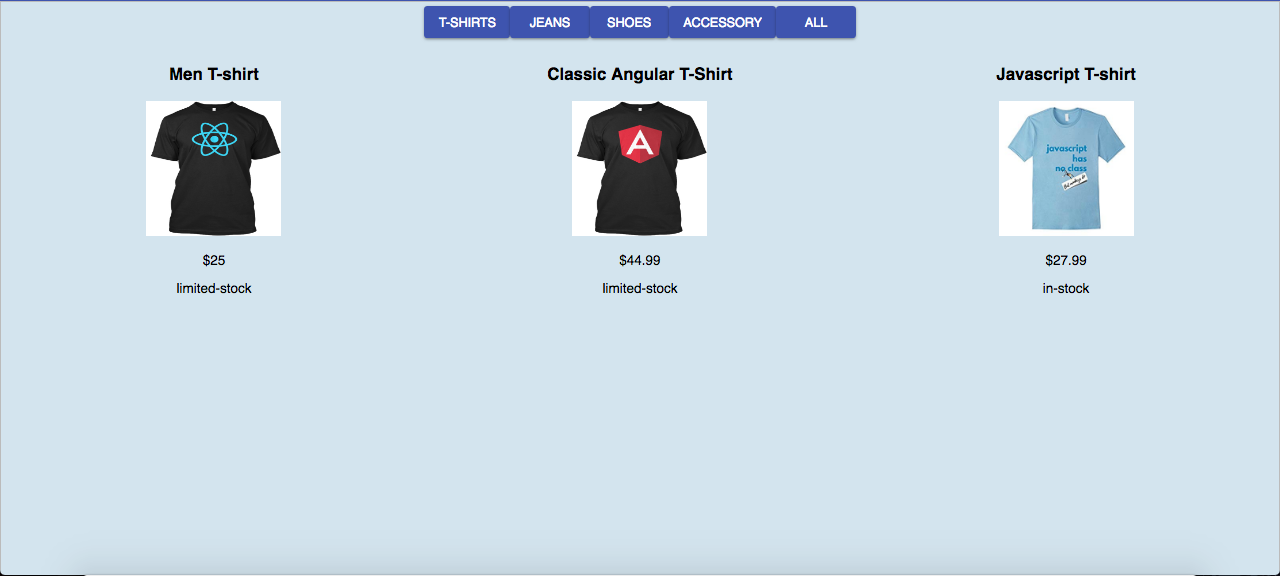 T-SHIRTS JEANS SHOES ACCESSORY ALL
Men T-shirt
Classic Angular T-Shirt
Javascript T-shirt
A
javascript
has
no class
$25
$44.99
$27.99
limited-stock
limited-stock
in-stock